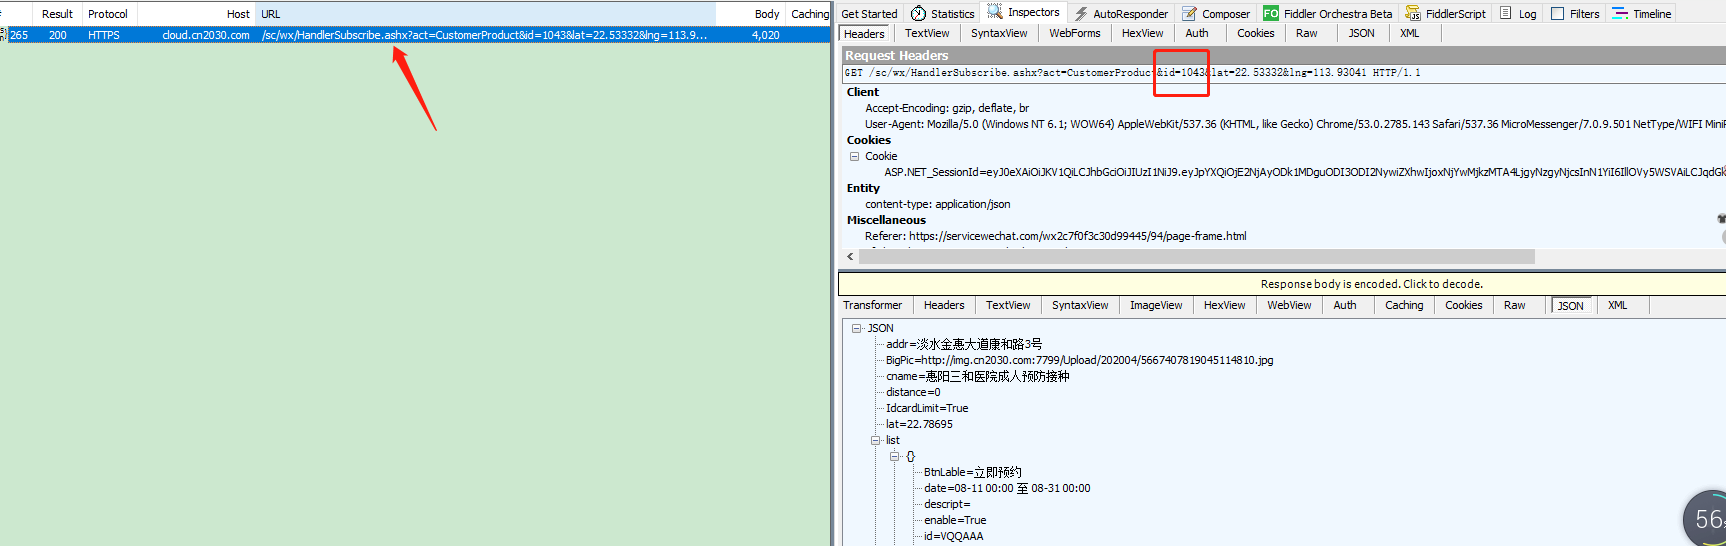 # Result Protocol Host URL Body Caching
265 200 HTTPS cloud.cn2030.com /sc/wx/HandlerSubscribe.ashx?act=CustomerProduct&id=1043&lat=22.53332&lng=113.9... 4,020
Get Started Statistics Inspectors AutoResponder Composer FO Fiddler Orchestra Beta JS FiddlerScript Log Filters Timeline
Headers TextView SyntaxView WebForms HexView Auth Cookies Raw JSON XML
Request Headers
GET /sc/wx/HandlerSubscribe.ashx?act=CustomerProduct&id=1043&lat=22.53332&lng=113.93041 HTTP/1.1
Client
Accept-Encoding: gzip, deflate, br
User-Agent: Mozilla/5.0 (Windows NT 6.1; WOW64) AppleWebKit/537.36 (KHTML, like Gecko) Chrome/53.0.2785.143 Safari/537.36 MicroMessenger/7.0.9.501 NetType/WIFI
Cookies
Cookie
Entity
content-type: application/json
Miscellaneous
Referer: https://servicewechat.com/wx2c7f0f3c30d99445/94/page-frame.html
Response body is encoded. Click to decode.
Transformer Headers TextView SyntaxView ImageView HexView WebView Auth Caching Cookies Raw JSON XML
JSON
addr=淡水金惠大道康和路3号
BigPic=http://img.cn2030.com:7799/Upload/202004/5667407819045114810.jpg
cname=惠阳三和医院成人预防接种
distance=0
IdcardLimit=True
lat=22.78695
list
{}
BtnLable=立即预约
date=08-11 00:00 至 08-31 00:00
descript=
enable=True
id=VQQAAA
56